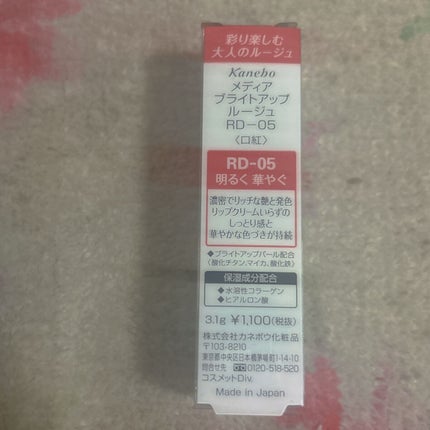 彩り楽しむ
大人のルージュ
Kanebo
メディア
ブライトアップ
ルージュ
RD-05
〈口紅〉
RD-05
明るく 華やぐ
濃密でリッチな艶と発色
リップクリームいらずの
しっとり感と
華やかな色づきが持続
◆ブライトアップパール配合
(酸化チタン、マイカ、酸化鉄)
保湿成分配合
◆水溶性コラーゲン
◆ヒアルロン酸
3.1g ¥1,100(税抜)
株式会社カネボウ化粧品
〒103-8210
東京都中央区日本橋茅場町1-14-10
問合せ先 0120-518-520
コスメットDiv.
Made in Japan